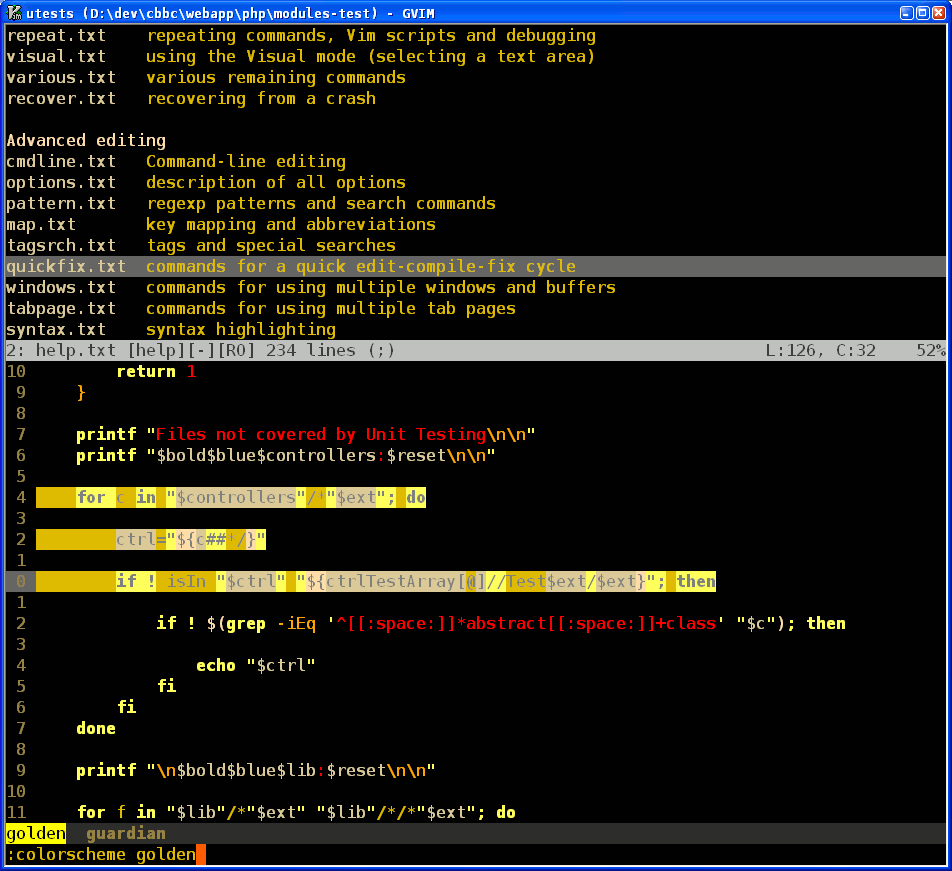 utests (D:\dev\cbbc\webapp\php\modules-test) - GVIM
repeat.txt    repeating commands, Vim scripts and debugging
visual.txt    using the Visual mode (selecting a text area)
various.txt   various remaining commands
recover.txt   recovering from a crash
Advanced editing
cmdline.txt   Command-line editing
options.txt   description of all options
pattern.txt   regexp patterns and search commands
map.txt       key mapping and abbreviations
tagsrch.txt   tags and special searches
quickfix.txt  commands for a quick edit-compile-fix cycle
windows.txt   commands for using multiple windows and buffers
tabpage.txt   commands for using multiple tab pages
syntax.txt    syntax highlighting
2: help.txt [help][-][RO] 234 lines (;)                                     L:126, C:32    52%
10         return 1
 9     }
 8
 7     printf "Files not covered by Unit Testing\n\n"
 6     printf "$bold$blue$controllers:$reset\n\n"
 5
 4     for c in "$controllers"/*"$ext"; do
 3
 2         ctrl="${c##*/}"
 1
 0         if ! isIn "$ctrl" "${ctrlTestArray[@]//Test$ext/$ext}"; then
 1
 2             if ! $(grep -iEq '^[[:space:]]*abstract[[:space:]]+class' "$c"); then
 3
 4                 echo "$ctrl"
 5             fi
 6         fi
 7     done
 8
 9     printf "\n$bold$blue$lib:$reset\n\n"
10
11     for f in "$lib"/*"$ext" "$lib"/*/*"$ext"; do
golden  guardian
:colorscheme golden